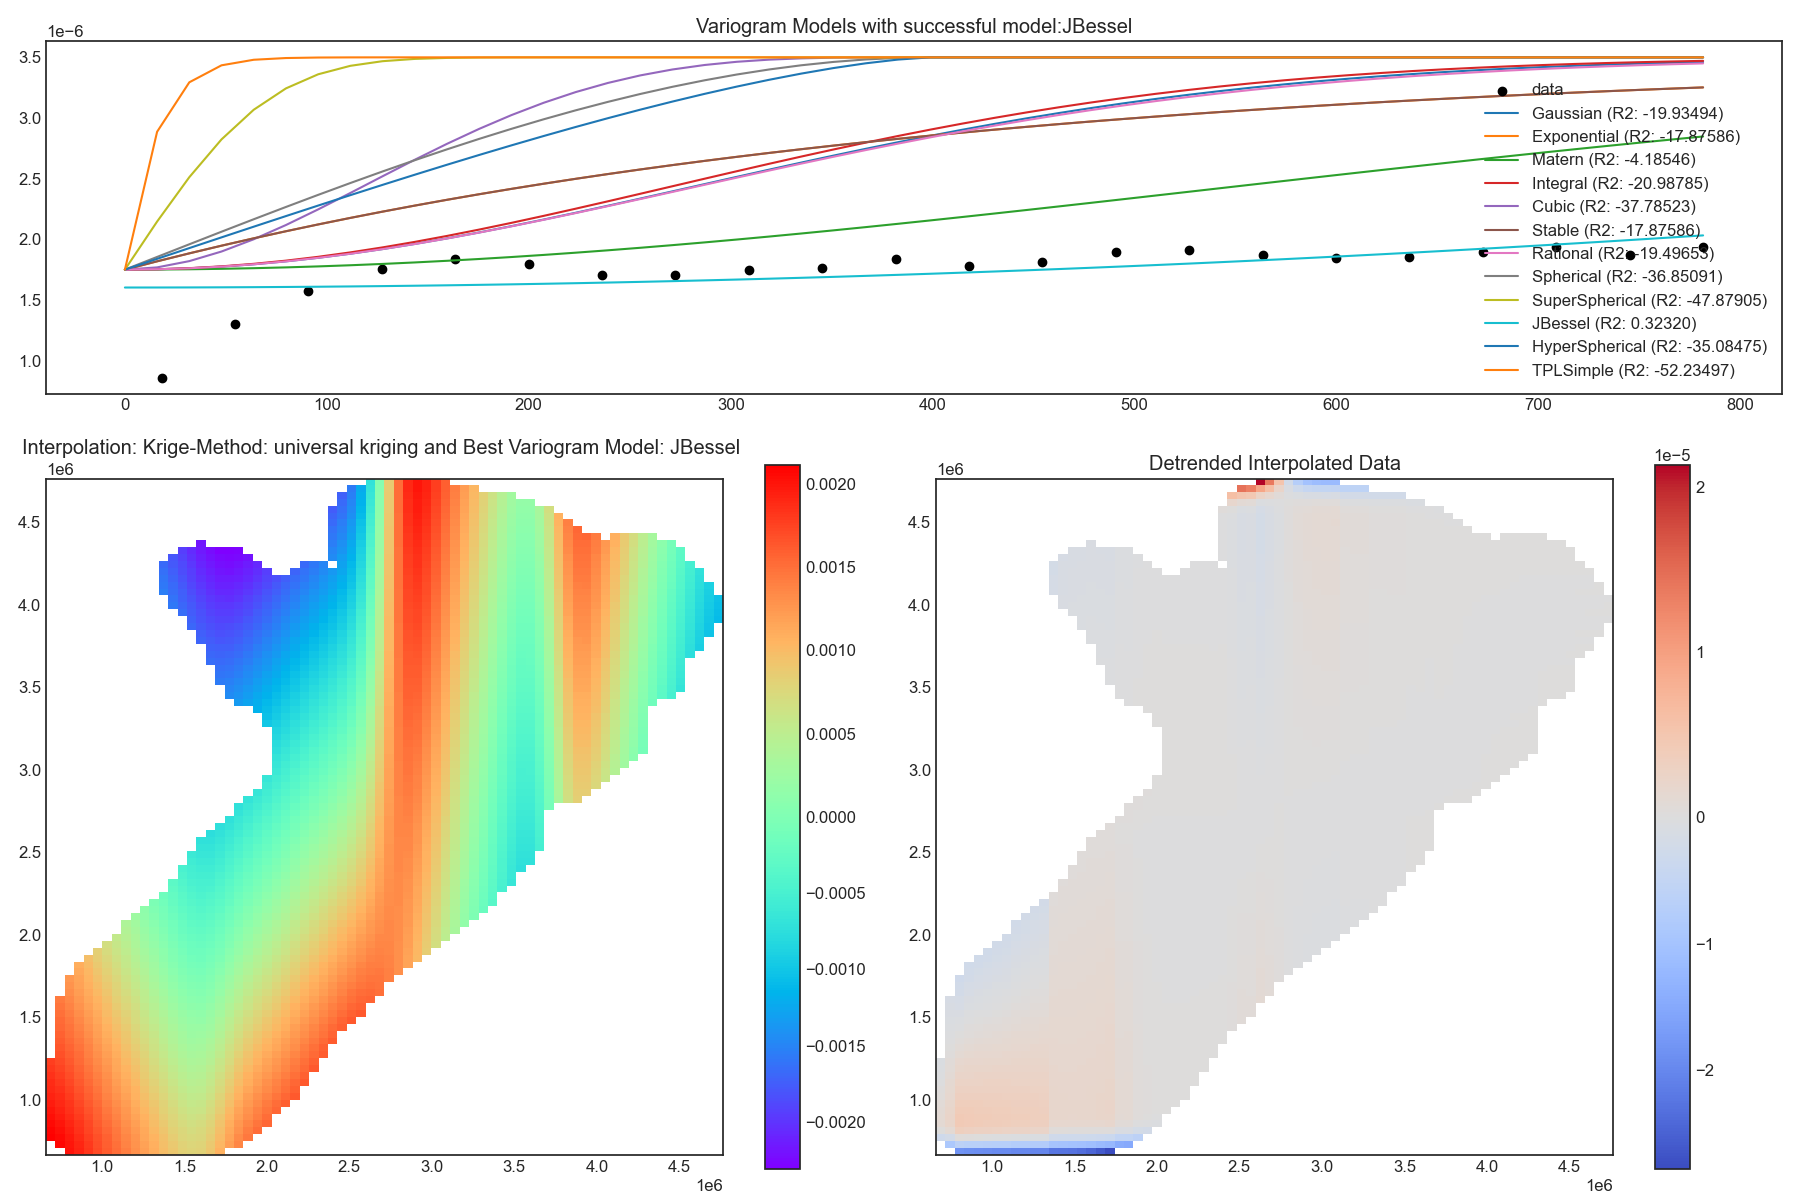 Variogram Models with successful model:JBessel
1e−6
3.5
3.0
2.5
2.0
1.5
1.0
data
Gaussian (R2: -19.93494)
Exponential (R2: -17.87586)
Matern (R2: -4.18546)
Integral (R2: -20.98785)
Cubic (R2: -37.78523)
Stable (R2: -17.87586)
Rational (R2: -19.49653)
Spherical (R2: -36.85091)
SuperSpherical (R2: -47.87905)
JBessel (R2: 0.32320)
HyperSpherical (R2: -35.08475)
TPLSimple (R2: -52.23497)
0 100 200 300 400 500 600 700 800
Interpolation: Krige-Method: universal kriging and Best Variogram Model: JBessel
1e6
4.5
4.0
3.5
3.0
2.5
2.0
1.5
1.0
1.0 1.5 2.0 2.5 3.0 3.5 4.0 4.5
1e6
0.0020
0.0015
0.0010
0.0005
0.0000
−0.0005
−0.0010
−0.0015
−0.0020
Detrended Interpolated Data
1e6
4.5
4.0
3.5
3.0
2.5
2.0
1.5
1.0
1.0 1.5 2.0 2.5 3.0 3.5 4.0 4.5
1e6
1e−5
2
1
0
−1
−2